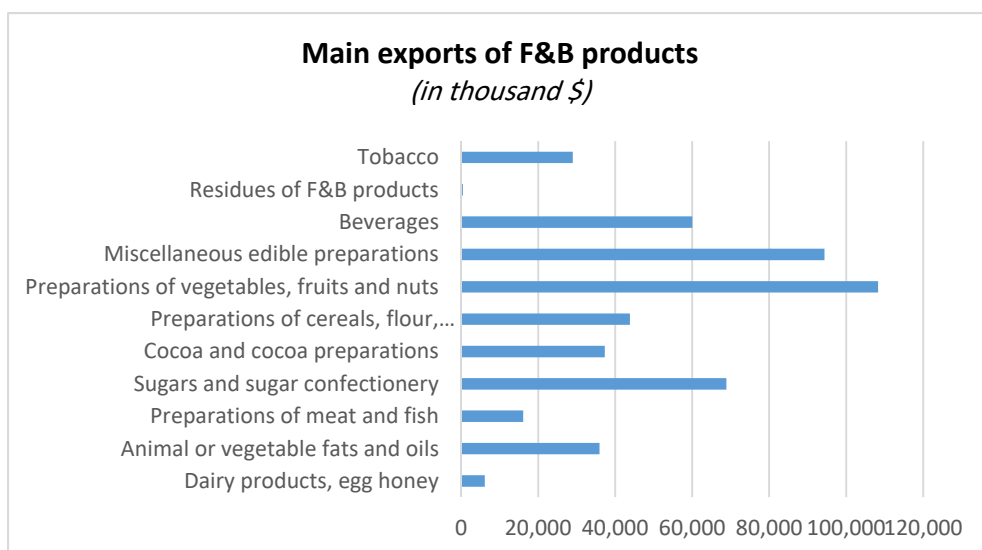 Main exports of F&B products
(in thousand $)
Tobacco
Residues of F&B products
Beverages
Miscellaneous edible preparations
Preparations of vegetables, fruits and nuts
Preparations of cereals, flour,…
Cocoa and cocoa preparations
Sugars and sugar confectionery
Preparations of meat and fish
Animal or vegetable fats and oils
Dairy products, egg honey
0 20,000 40,000 60,000 80,000 100,000 120,000